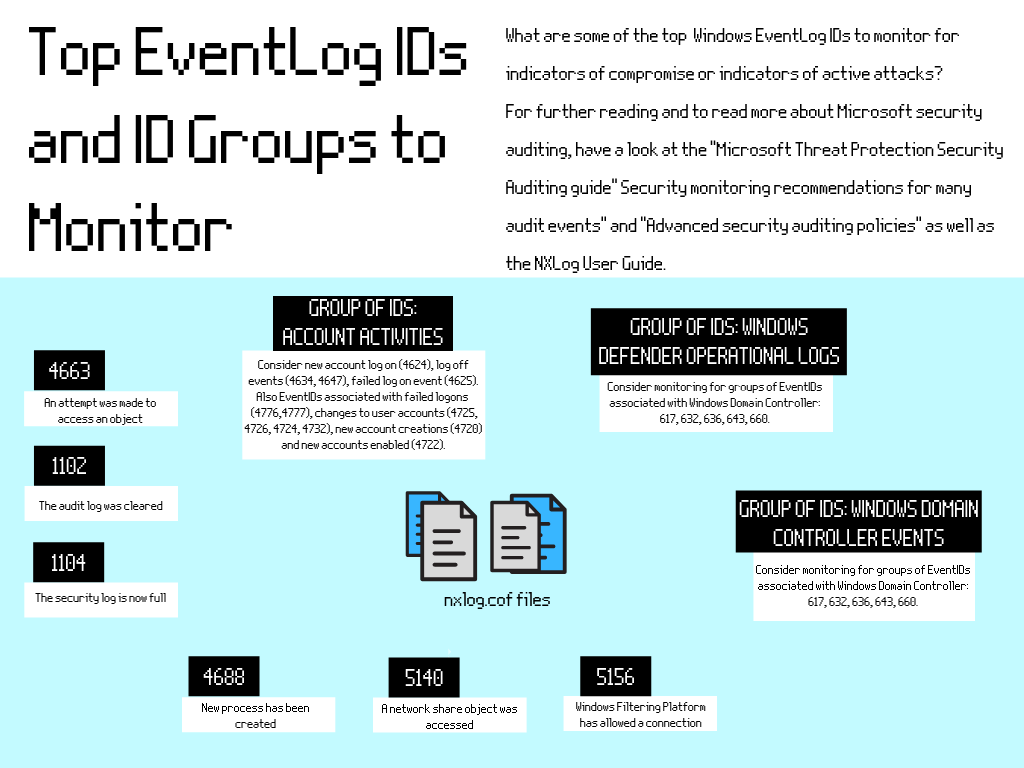 Top EventLog IDs
and ID Groups to
Monitor
What are some of the top Windows EventLog IDs to monitor for
indicators of compromise or indicators of active attacks?
For further reading and to read more about Microsoft security
auditing, have a look at the "Microsoft Threat Protection Security
Auditing guide" Security monitoring recommendations for many
audit events" and "Advanced security auditing policies" as well as
the NXLog User Guide.
GROUP OF IDS:
ACCOUNT ACTIVITIES
Consider new account log on (4624), log off
events (4634, 4647), failed log on event (4625).
Also EventIDs associated with failed logons
(4776,4777), changes to user accounts (4725,
4726, 4724, 4732), new account creations (4720)
and new accounts enabled (4722).
GROUP OF IDS: WINDOWS
DEFENDER OPERATIONAL LOGS
Consider monitoring for groups of EventIDs
associated with Windows Domain Controller:
617, 632, 636, 643, 660.
4663
An attempt was made to
access an object
1102
The audit log was cleared
1104
The security log is now full
nxlog.cof files
GROUP OF IDS: WINDOWS DOMAIN
CONTROLLER EVENTS
Consider monitoring for groups of EventIDs
associated with Windows Domain Controller:
617, 632, 636, 643, 660.
4688
New process has been
created
5140
A network share object was
accessed
5156
Windows Filtering Platform
has allowed a connection